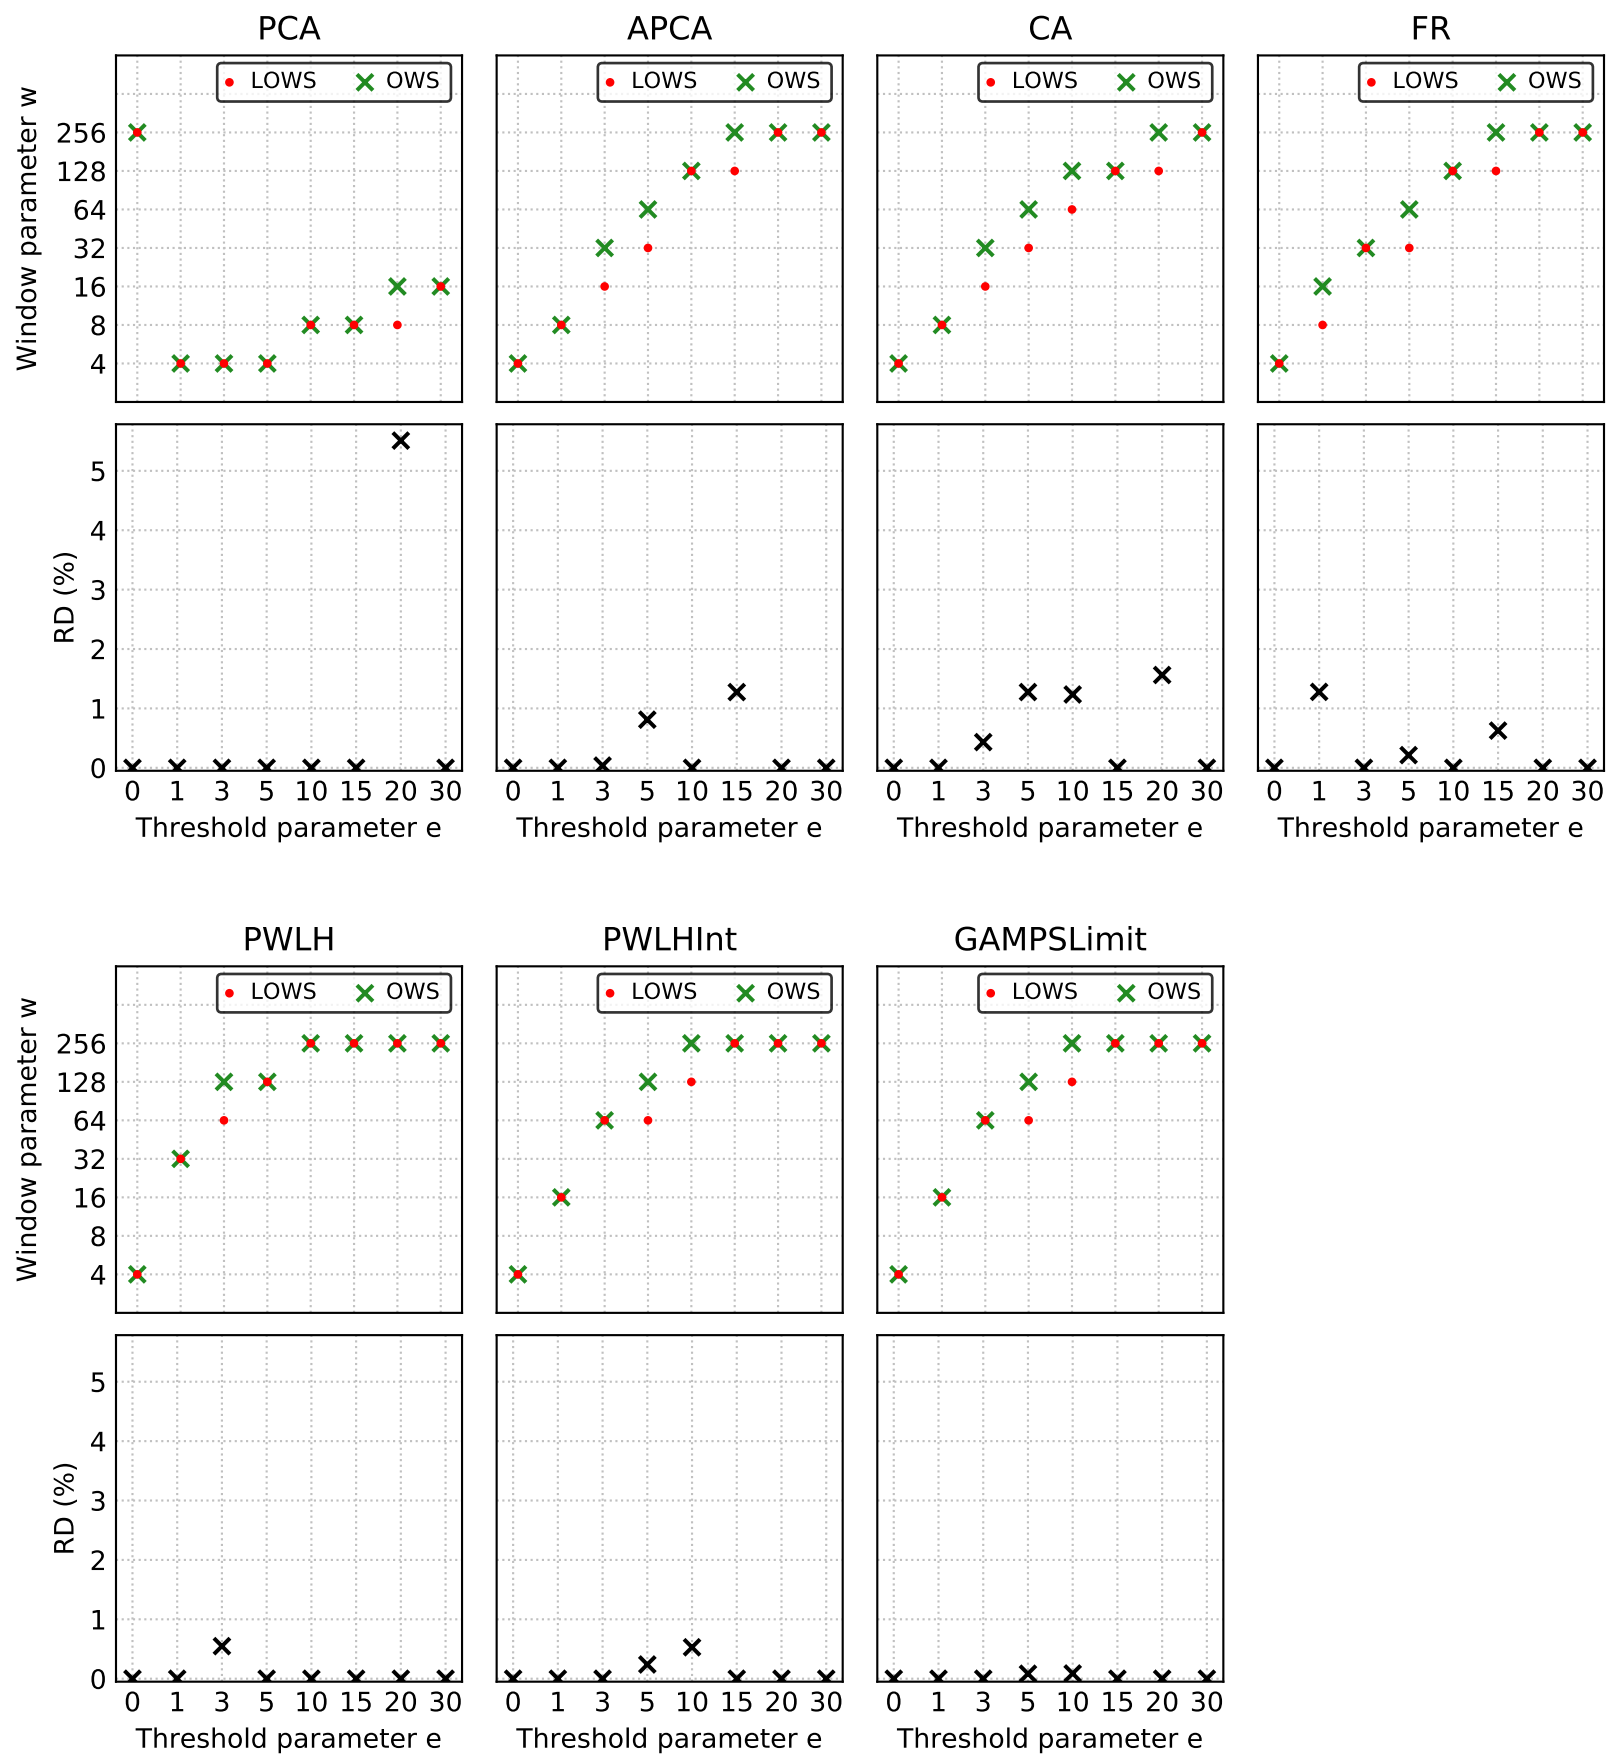 PCA APCA CA FR
LOWS OWS LOWS OWS LOWS OWS LOWS OWS
Window parameter w
256
128
64
32
16
8
4
RD (%)
5
4
3
2
1
0
0 1 3 5 10 15 20 30 0 1 3 5 10 15 20 30 0 1 3 5 10 15 20 30 0 1 3 5 10 15 20 30
Threshold parameter e Threshold parameter e Threshold parameter e Threshold parameter e
PWLH PWLHInt GAMPSLimit
LOWS OWS LOWS OWS LOWS OWS
Window parameter w
256
128
64
32
16
8
4
RD (%)
5
4
3
2
1
0
0 1 3 5 10 15 20 30 0 1 3 5 10 15 20 30 0 1 3 5 10 15 20 30
Threshold parameter e Threshold parameter e Threshold parameter e